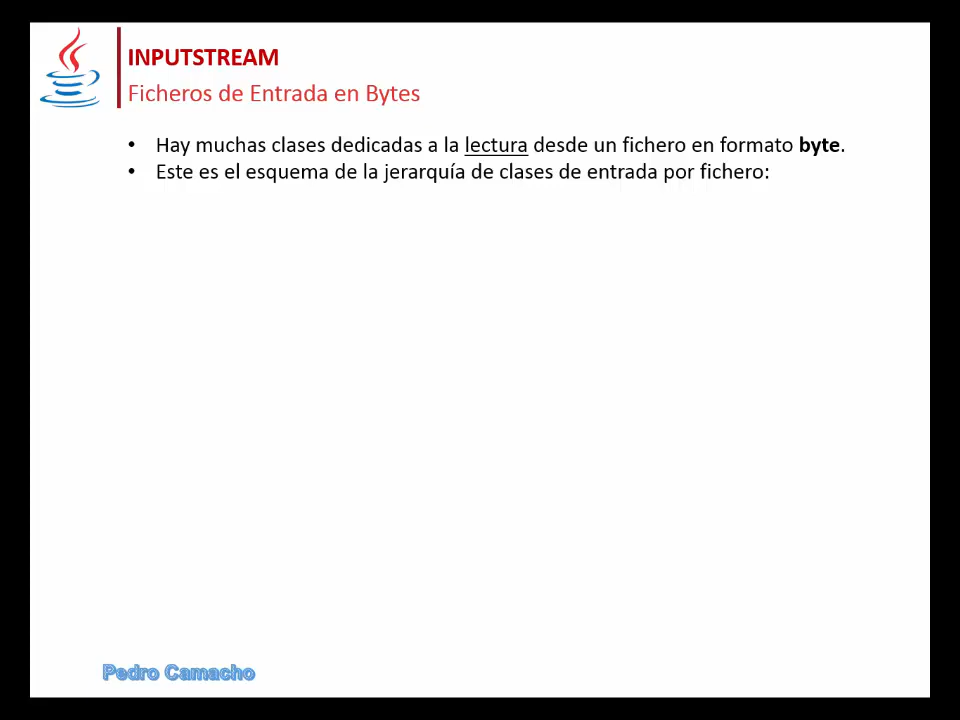 INPUTSTREAM
Ficheros de Entrada en Bytes
• Hay muchas clases dedicadas a la lectura desde un fichero en formato byte.
• Este es el esquema de la jerarquía de clases de entrada por fichero:
Pedro Camacho